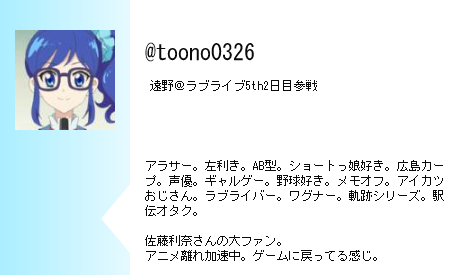 @toono0326
遠野@ラブライブ5th2日目参戦
アラサー。左利き。AB型。ショートっ娘好き。広島カー
プ。声優。ギャルゲー。野球好き。メモオフ。アイカツ
おじさん。ラブライバー。ワグナー。軌跡シリーズ。駅
伝オタク。
佐藤利奈さんの大ファン。
アニメ離れ加速中。ゲームに戻ってる感じ。